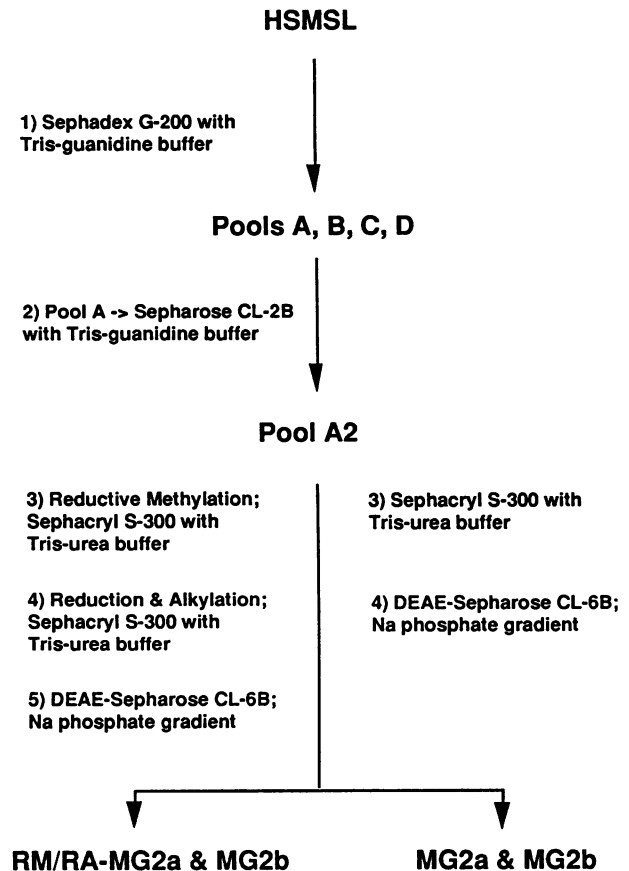 HSMSL
1) Sephadex G-200 with
Tris-guanidine buffer
Pools A, B, C, D
2) Pool A -> Sepharose CL-2B
with Tris-guanidine buffer
Pool A2
3) Reductive Methylation;
Sephacryl S-300 with
Tris-urea buffer
4) Reduction & Alkylation;
Sephacryl S-300 with
Tris-urea buffer
5) DEAE-Sepharose CL-6B;
Na phosphate gradient
3) Sephacryl S-300 with
Tris-urea buffer
4) DEAE-Sepharose CL-6B;
Na phosphate gradient
RM/RA-MG2a & MG2b
MG2a & MG2b